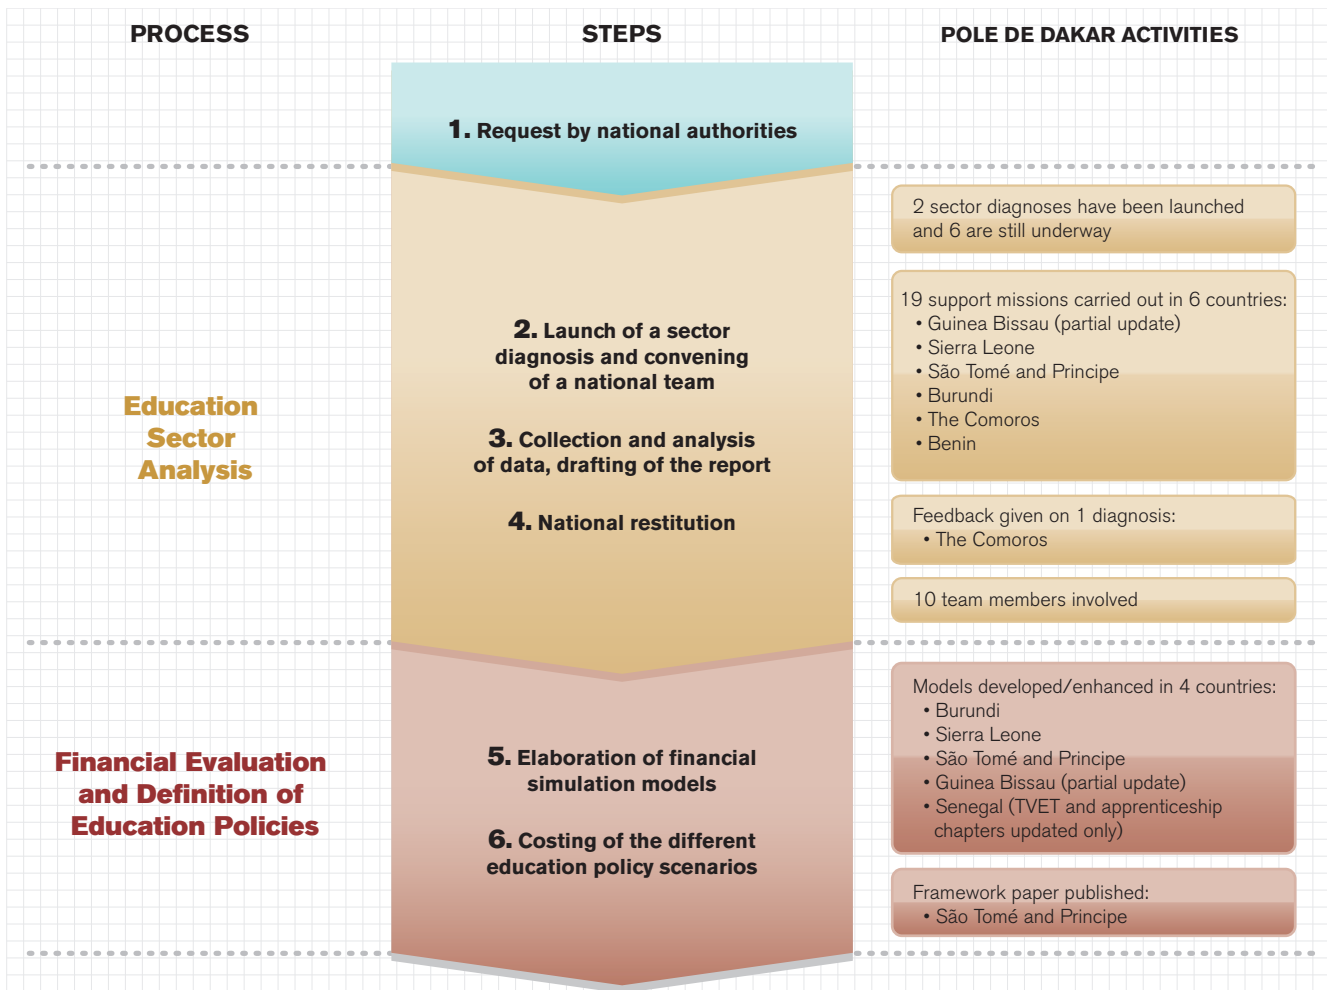 PROCESS
STEPS
POLE DE DAKAR ACTIVITIES
1. Request by national authorities
Education
Sector
Analysis
2. Launch of a sector
diagnosis and convening
of a national team
3. Collection and analysis
of data, drafting of the report
4. National restitution
2 sector diagnoses have been launched
and 6 are still underway
19 support missions carried out in 6 countries:
• Guinea Bissau (partial update)
• Sierra Leone
• São Tomé and Principe
• Burundi
• The Comoros
• Benin
Feedback given on 1 diagnosis:
• The Comoros
10 team members involved
Financial Evaluation
and Definition of
Education Policies
5. Elaboration of financial
simulation models
6. Costing of the different
education policy scenarios
Models developed/enhanced in 4 countries:
• Burundi
• Sierra Leone
• São Tomé and Principe
• Guinea Bissau (partial update)
• Senegal (TVET and apprenticeship
chapters updated only)
Framework paper published:
• São Tomé and Principe